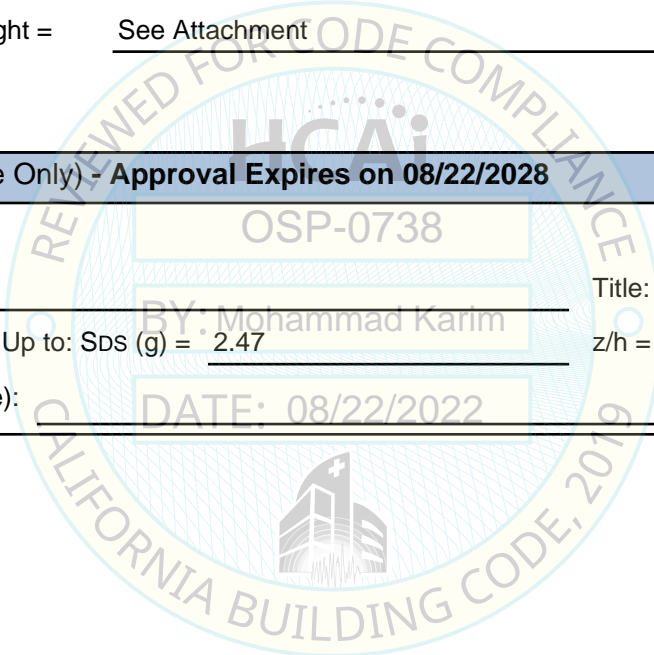 ght = See Attachment
REVIEWED FOR CODE COMPLIANCE
HCAi
e Only) - Approval Expires on 08/22/2028
OSP-0738
Title:
BY: Mohammad Karim
Up to: SDS (g) = 2.47 z/h =
e):
DATE: 08/22/2022
CALIFORNIA BUILDING CODE, 2019